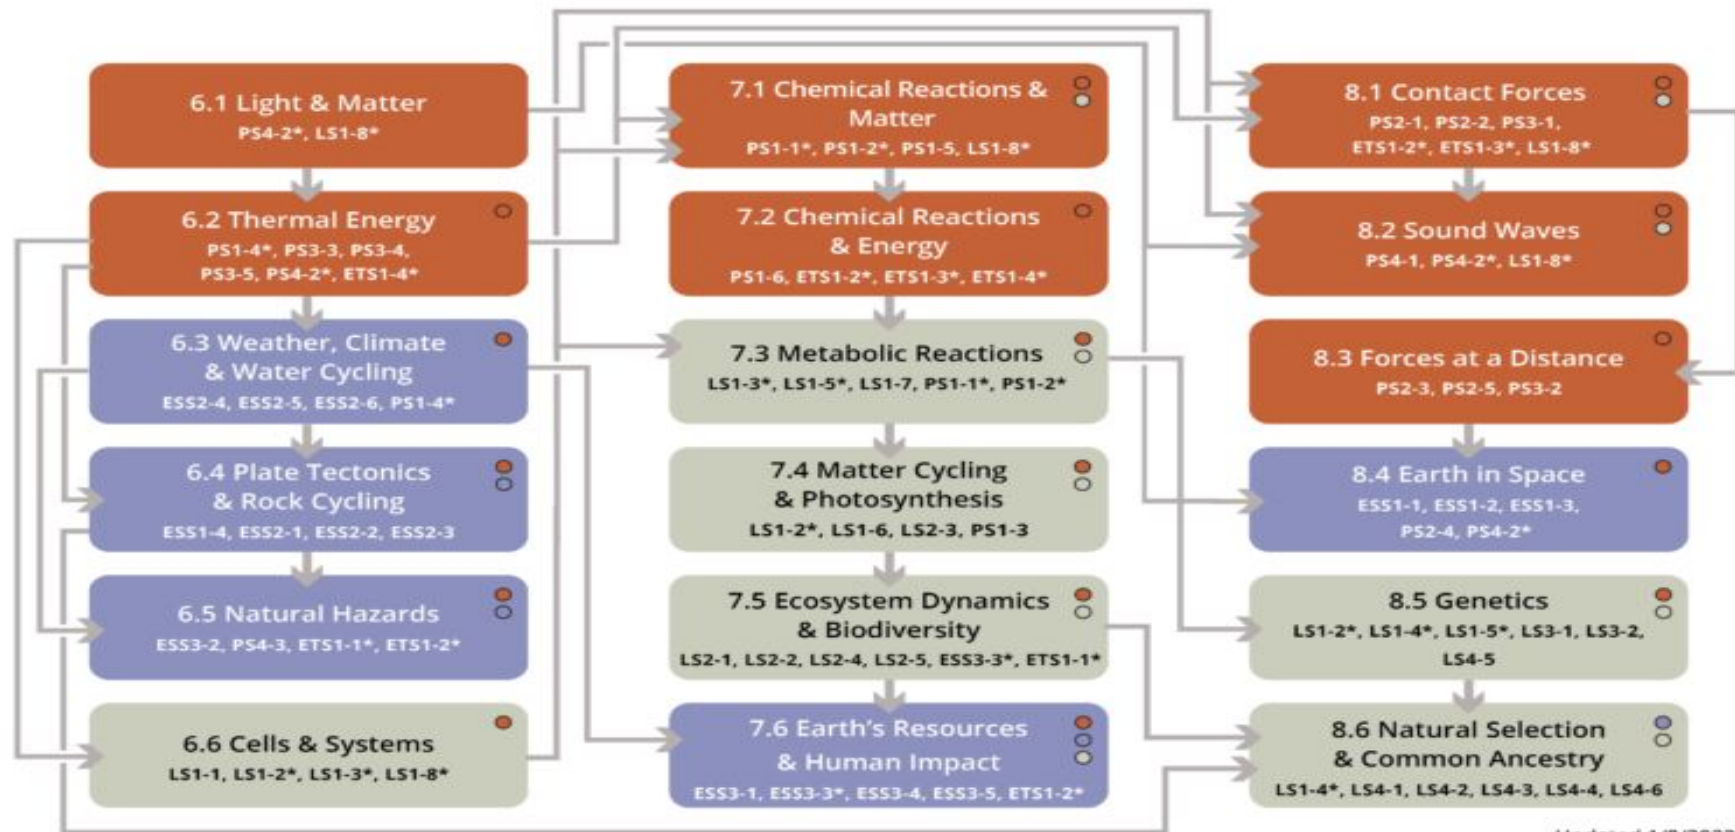 6.1 Light & Matter
PS4-2*, LS1-8*
6.2 Thermal Energy
PS1-4*, PS3-3, PS3-4,
PS3-5, PS4-2*, ETS1-4*
6.3 Weather, Climate
& Water Cycling
ESS2-4, ESS2-5, ESS2-6, PS1-4*
6.4 Plate Tectonics
& Rock Cycling
ESS1-4, ESS2-1, ESS2-2, ESS2-3
6.5 Natural Hazards
ESS3-2, PS4-3, ETS1-1*, ETS1-2*
6.6 Cells & Systems
LS1-1, LS1-2*, LS1-3*, LS1-8*
7.1 Chemical Reactions &
Matter
PS1-1*, PS1-2*, PS1-5, LS1-8*
7.2 Chemical Reactions
& Energy
PS1-6, ETS1-2*, ETS1-3*, ETS1-4*
7.3 Metabolic Reactions
LS1-3*, LS1-5*, LS1-7, PS1-1*, PS1-2*
7.4 Matter Cycling
& Photosynthesis
LS1-2*, LS1-6, LS2-3, PS1-3
7.5 Ecosystem Dynamics
& Biodiversity
LS2-1, LS2-2, LS2-4, LS2-5, ESS3-3*, ETS1-1*
7.6 Earth's Resources
& Human Impact
ESS3-1, ESS3-3*, ESS3-4, ESS3-5, ETS1-2*
8.1 Contact Forces
PS2-1, PS2-2, PS3-1,
ETS1-2*, ETS1-3*, LS1-8*
8.2 Sound Waves
PS4-1, PS4-2*, LS1-8*
8.3 Forces at a Distance
PS2-3, PS2-5, PS3-2
8.4 Earth in Space
ESS1-1, ESS1-2, ESS1-3,
PS2-4, PS4-2*
8.5 Genetics
LS1-2*, LS1-4*, LS1-5*, LS3-1, LS3-2,
LS4-5
8.6 Natural Selection
& Common Ancestry
LS1-4*, LS4-1, LS4-2, LS4-3, LS4-4, LS4-6